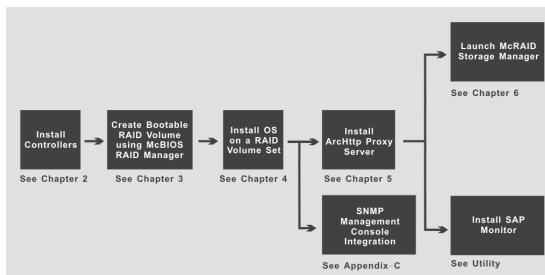 Launch McRAID
Storage Manager
See Chapter 6
Install
Controllers
See Chapter 2
Create Bootable
RAID Volume
using McBIOS
RAID Manager
See Chapter 3
Install OS
on a RAID
Volume Set
See Chapter 4
Install
ArcHttp Proxy
Server
See Chapter 5
SNMP
Management
Console
Integration
See Appendix-C
Install SAP
Monitor
See Utility